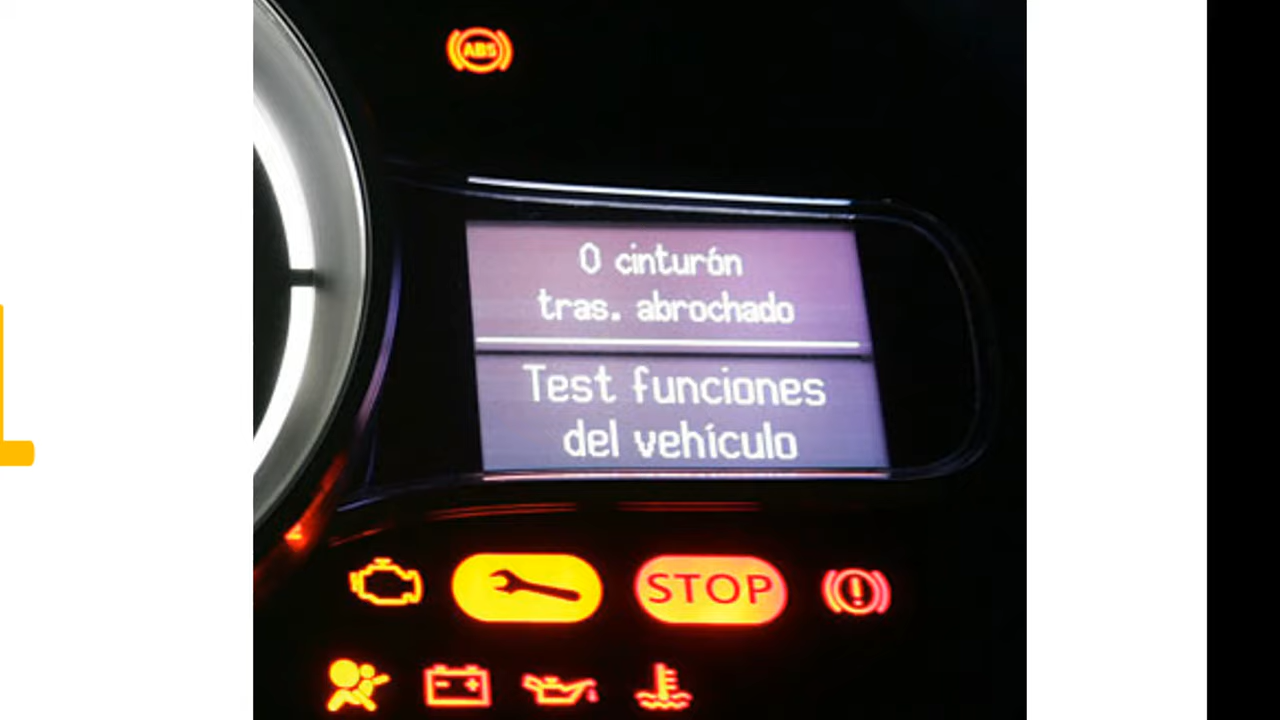 ABS
0 cinturón
tras. abrochado
Test funciones
del vehículo
STOP